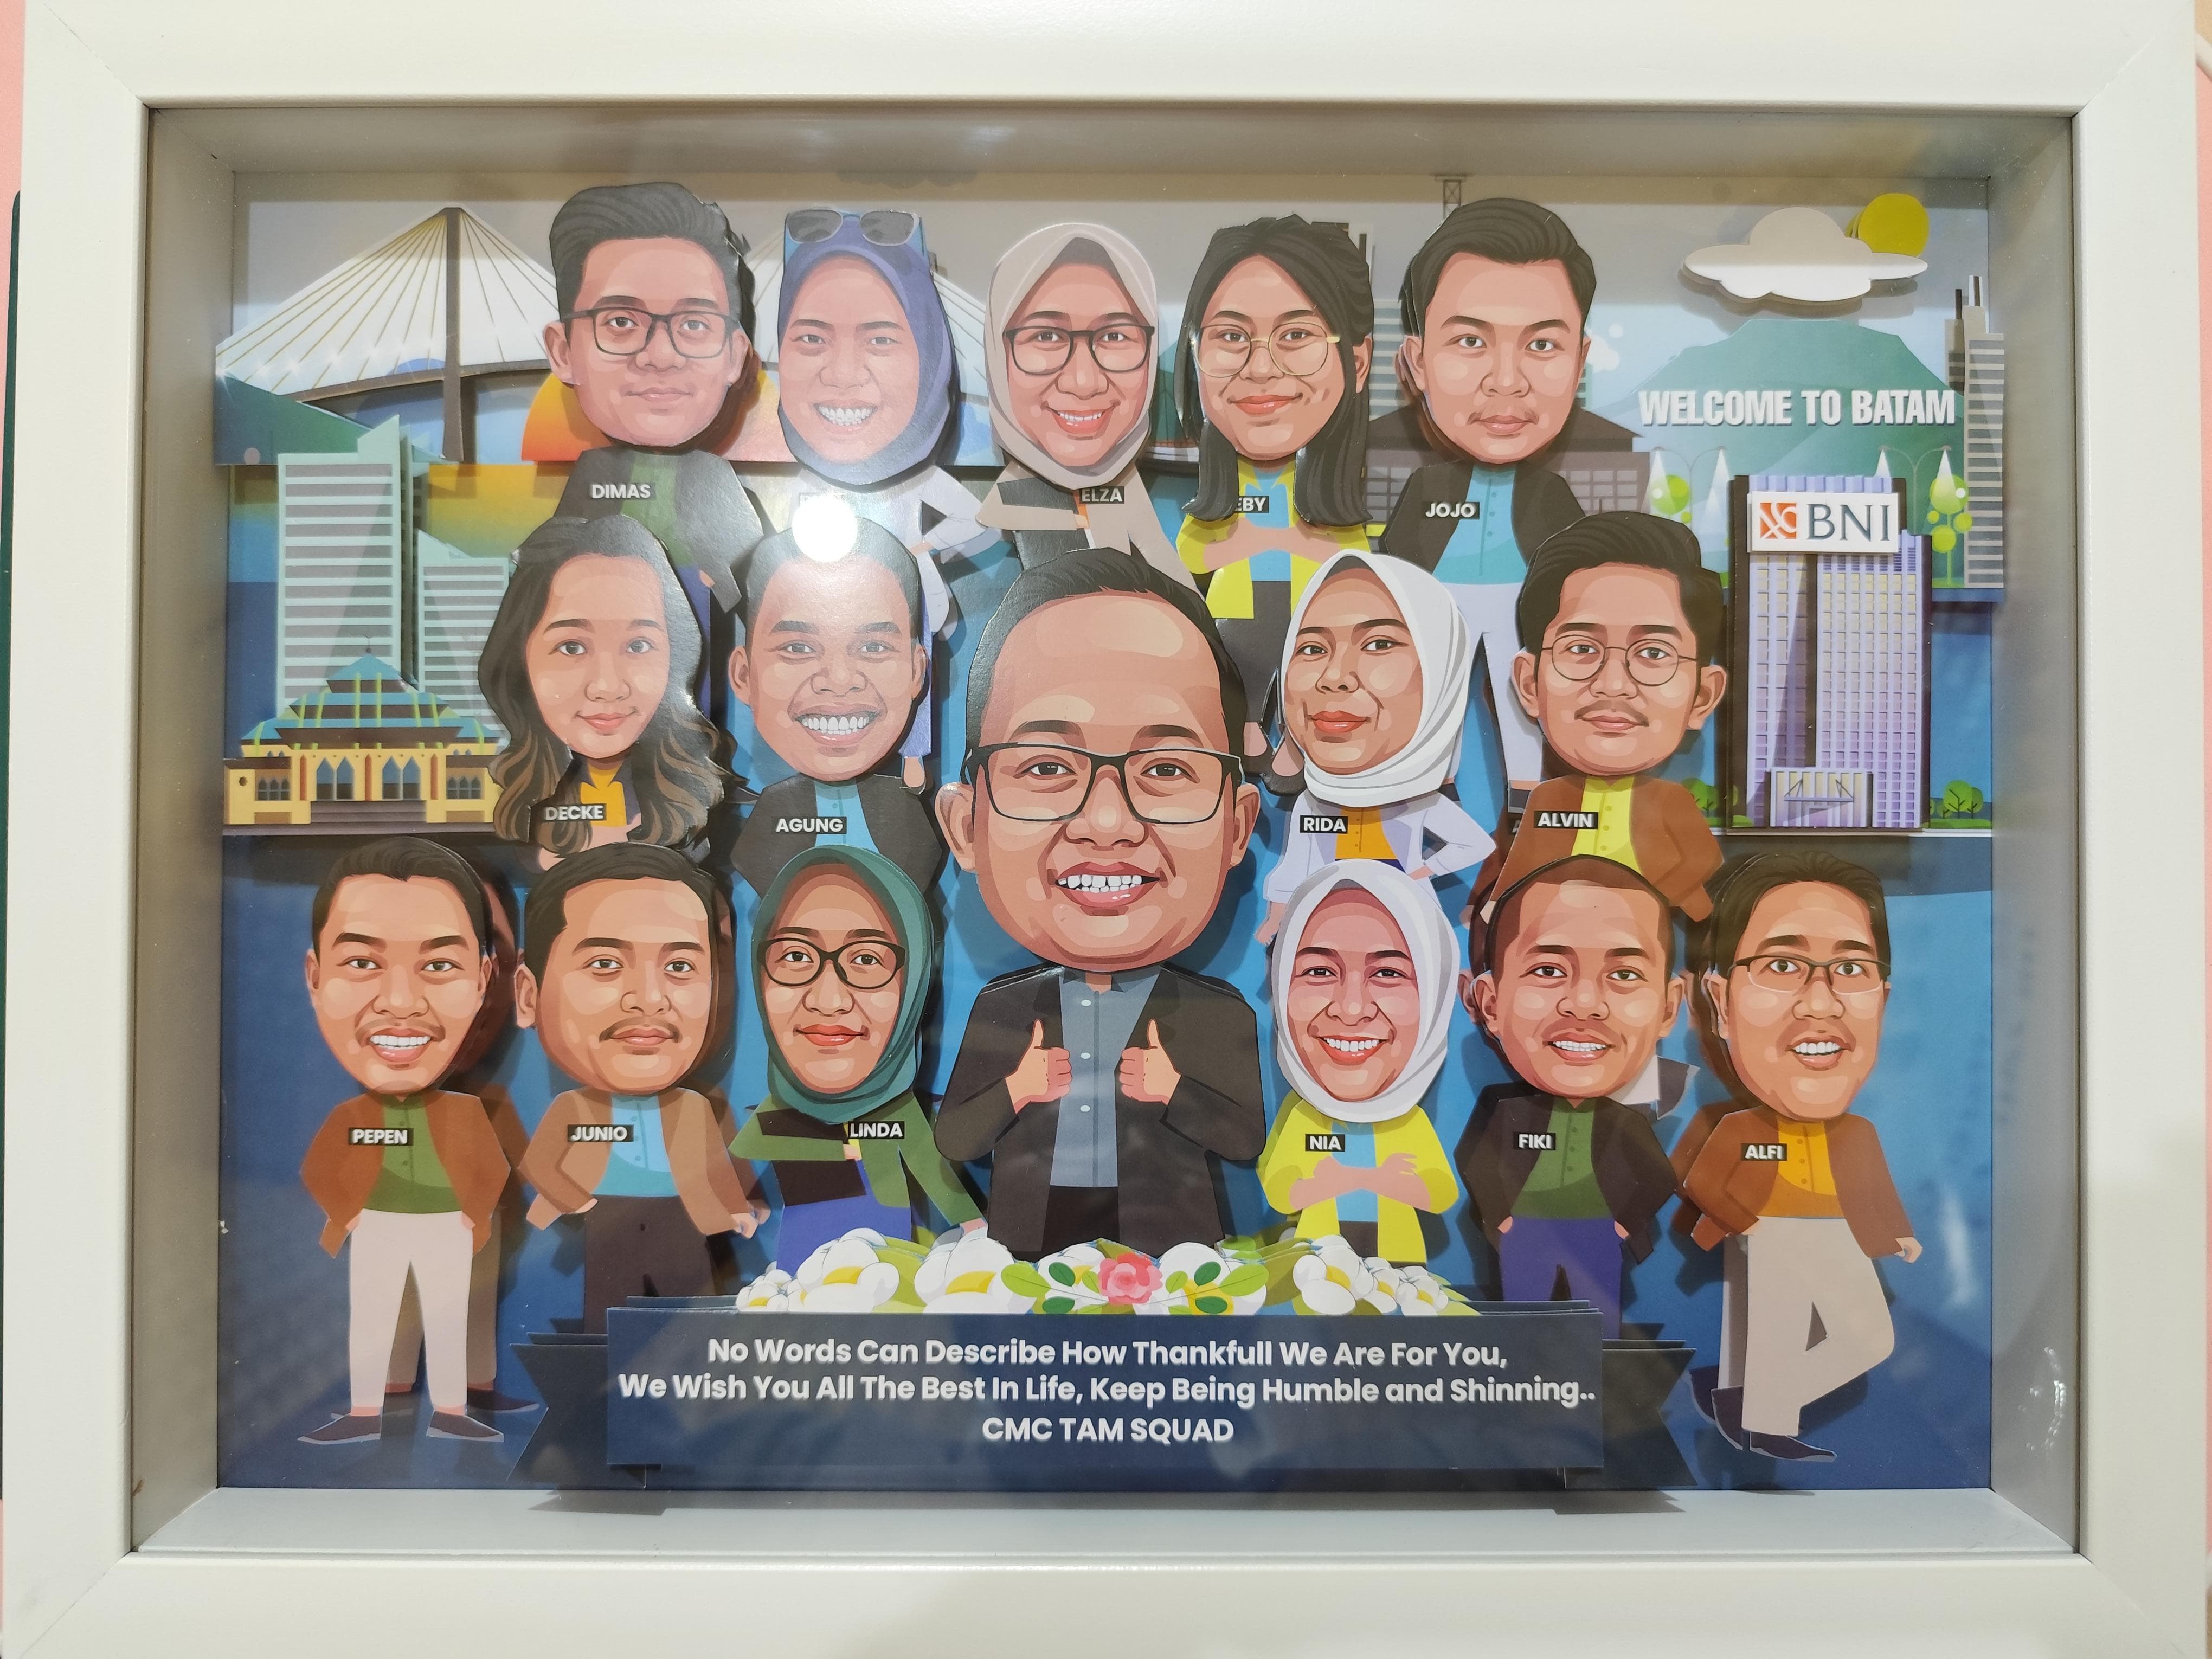 WELCOME TO BATAM
BNI
DIMAS
ELZA
JOJO
DECKE
AGUNG
RIDA
ALVIN
PEPEN
JUNIO
LINDA
NIA
FIKI
ALFI
No Words Can Describe How Thankfull We Are For You,
We Wish You All The Best In Life, Keep Being Humble and Shinning..
CMC TAM SQUAD